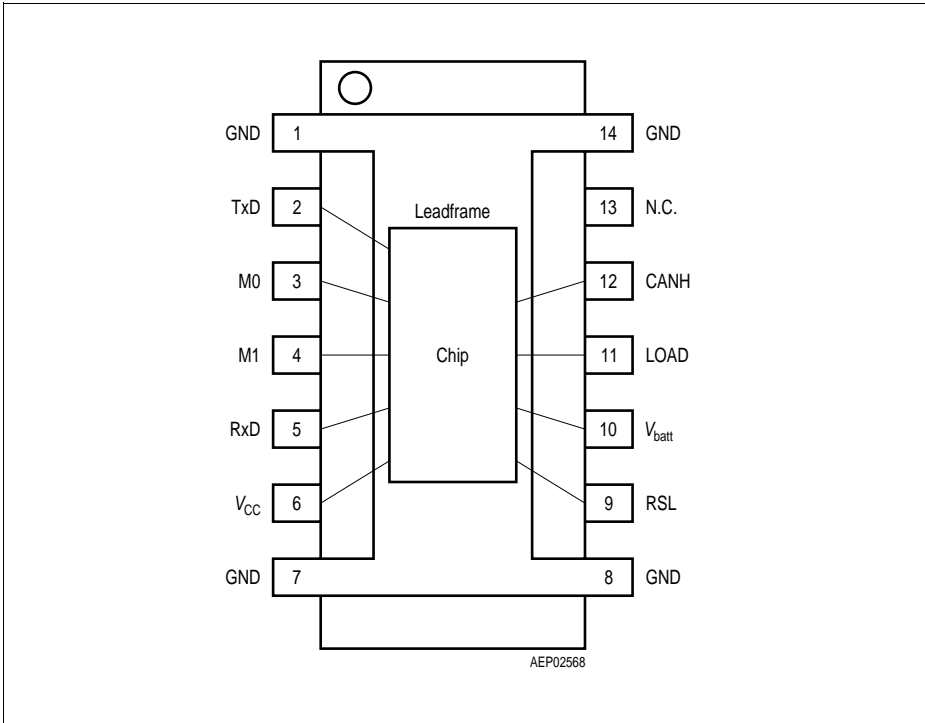 GND 1 14 GND
TxD 2 13 N.C.
Leadframe
M0 3 12 CANH
M1 4 Chip 11 LOAD
RxD 5 10 Vbatt
VCC 6 9 RSL
GND 7 8 GND
AEP02568